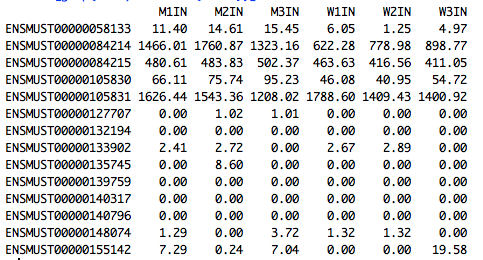 M1IN M2IN M3IN W1IN W2IN W3IN
ENSMUST00000058133 11.40 14.61 15.45 6.05 1.25 4.97
ENSMUST00000084214 1466.01 1760.87 1323.16 622.28 778.98 898.77
ENSMUST00000084215 480.61 483.83 502.37 463.63 416.56 411.05
ENSMUST00000105830 66.11 75.74 95.23 46.08 40.95 54.72
ENSMUST00000105831 1626.44 1543.36 1208.02 1788.60 1409.43 1400.92
ENSMUST00000127707 0.00 1.02 1.01 0.00 0.00 0.00
ENSMUST00000132194 0.00 0.00 0.00 0.00 0.00 0.00
ENSMUST00000133902 2.41 2.72 0.00 2.67 2.89 0.00
ENSMUST00000135745 0.00 8.60 0.00 0.00 0.00 0.00
ENSMUST00000139759 0.00 0.00 0.00 0.00 0.00 0.00
ENSMUST00000140317 0.00 0.00 0.00 0.00 0.00 0.00
ENSMUST00000140796 0.00 0.00 0.00 0.00 0.00 0.00
ENSMUST00000148074 1.29 0.00 3.72 1.32 1.32 0.00
ENSMUST00000155142 7.29 0.24 7.04 0.00 0.00 19.58